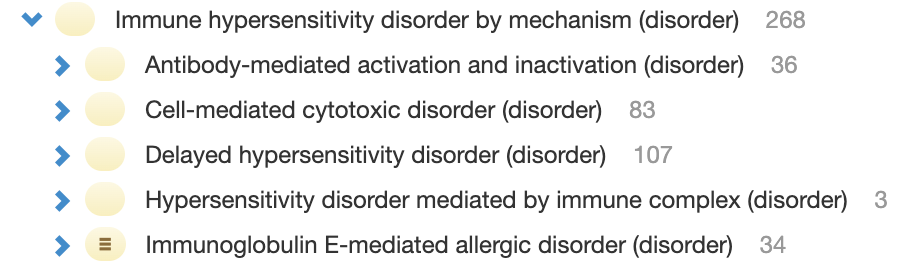 Immune hypersensitivity disorder by mechanism (disorder) 268
Antibody-mediated activation and inactivation (disorder) 36
Cell-mediated cytotoxic disorder (disorder) 83
Delayed hypersensitivity disorder (disorder) 107
Hypersensitivity disorder mediated by immune complex (disorder) 3
Immunoglobulin E-mediated allergic disorder (disorder) 34